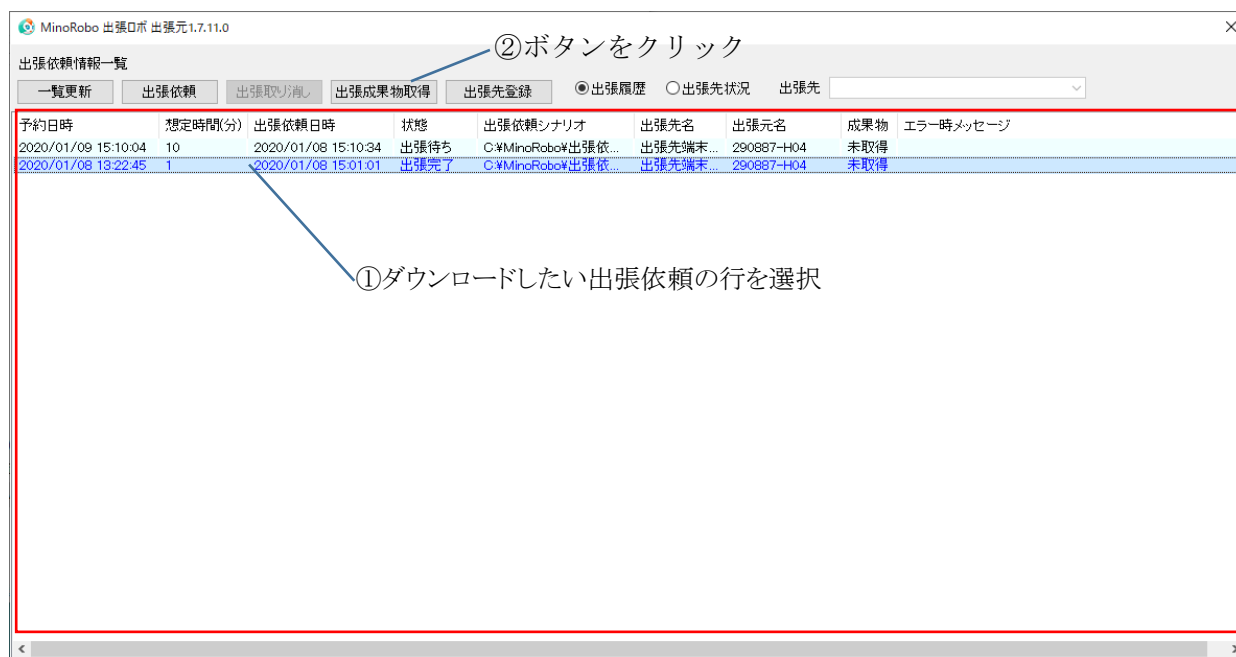 MinoRobo 出張ロボ 出張元1.7.11.0
②ボタンをクリック
出張依頼情報一覧
一覧更新 出張依頼 出張取り消し 出張成果物取得 出張先登録 出張履歴 出張先状況 出張先
予約日時 想定時間(分) 出張依頼日時 状態 出張依頼シナリオ 出張先名 出張元名 成果物 エラー時メッセージ
2020/01/09 15:10:04 10 2020/01/08 15:10:34 出張待ち C:¥MinoRobo¥出張依... 出張先端末... 290887-H04 未取得
2020/01/08 13:22:45 1 2020/01/08 15:01:01 出張完了 C:¥MinoRobo¥出張依... 出張先端末... 290887-H04 未取得
①ダウンロードしたい出張依頼の行を選択